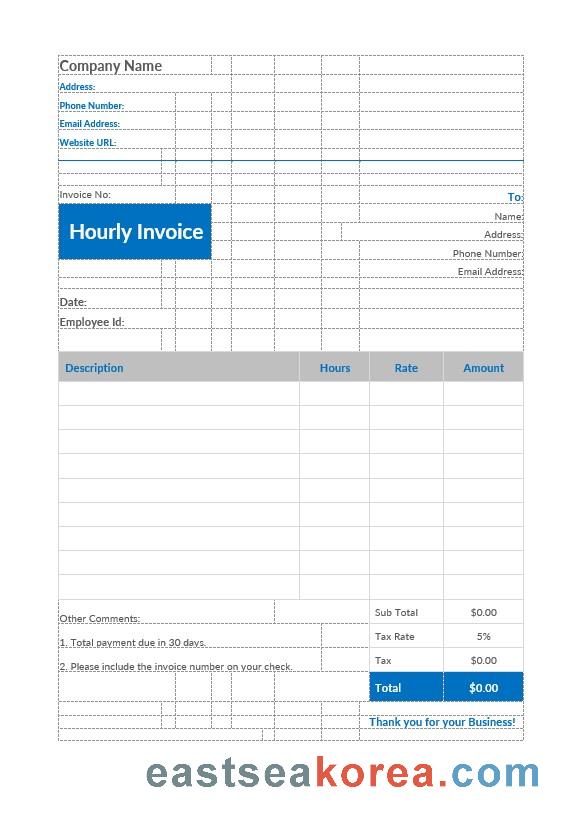 Company Name
Address:
Phone Number:
Email Address:
Website URL:
Invoice No:
To:
Hourly Invoice
Name:
Address:
Phone Number:
Email Address:
Date:
Employee Id:
Description Hours Rate Amount
Sub Total $0.00
Other Comments:
Tax Rate 5%
1. Total payment due in 30 days.
Tax $0.00
2. Please include the invoice number on your check.
Total $0.00
Thank you for your Business!
eastseakorea.com